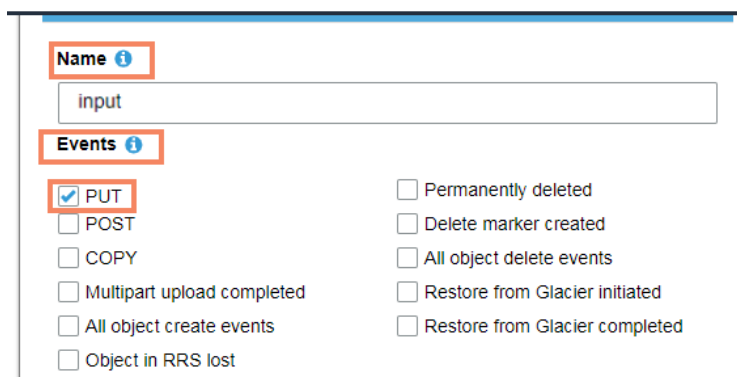 Name
input
Events
PUT
POST
COPY
Multipart upload completed
All object create events
Object in RRS lost
Permanently deleted
Delete marker created
All object delete events
Restore from Glacier initiated
Restore from Glacier completed